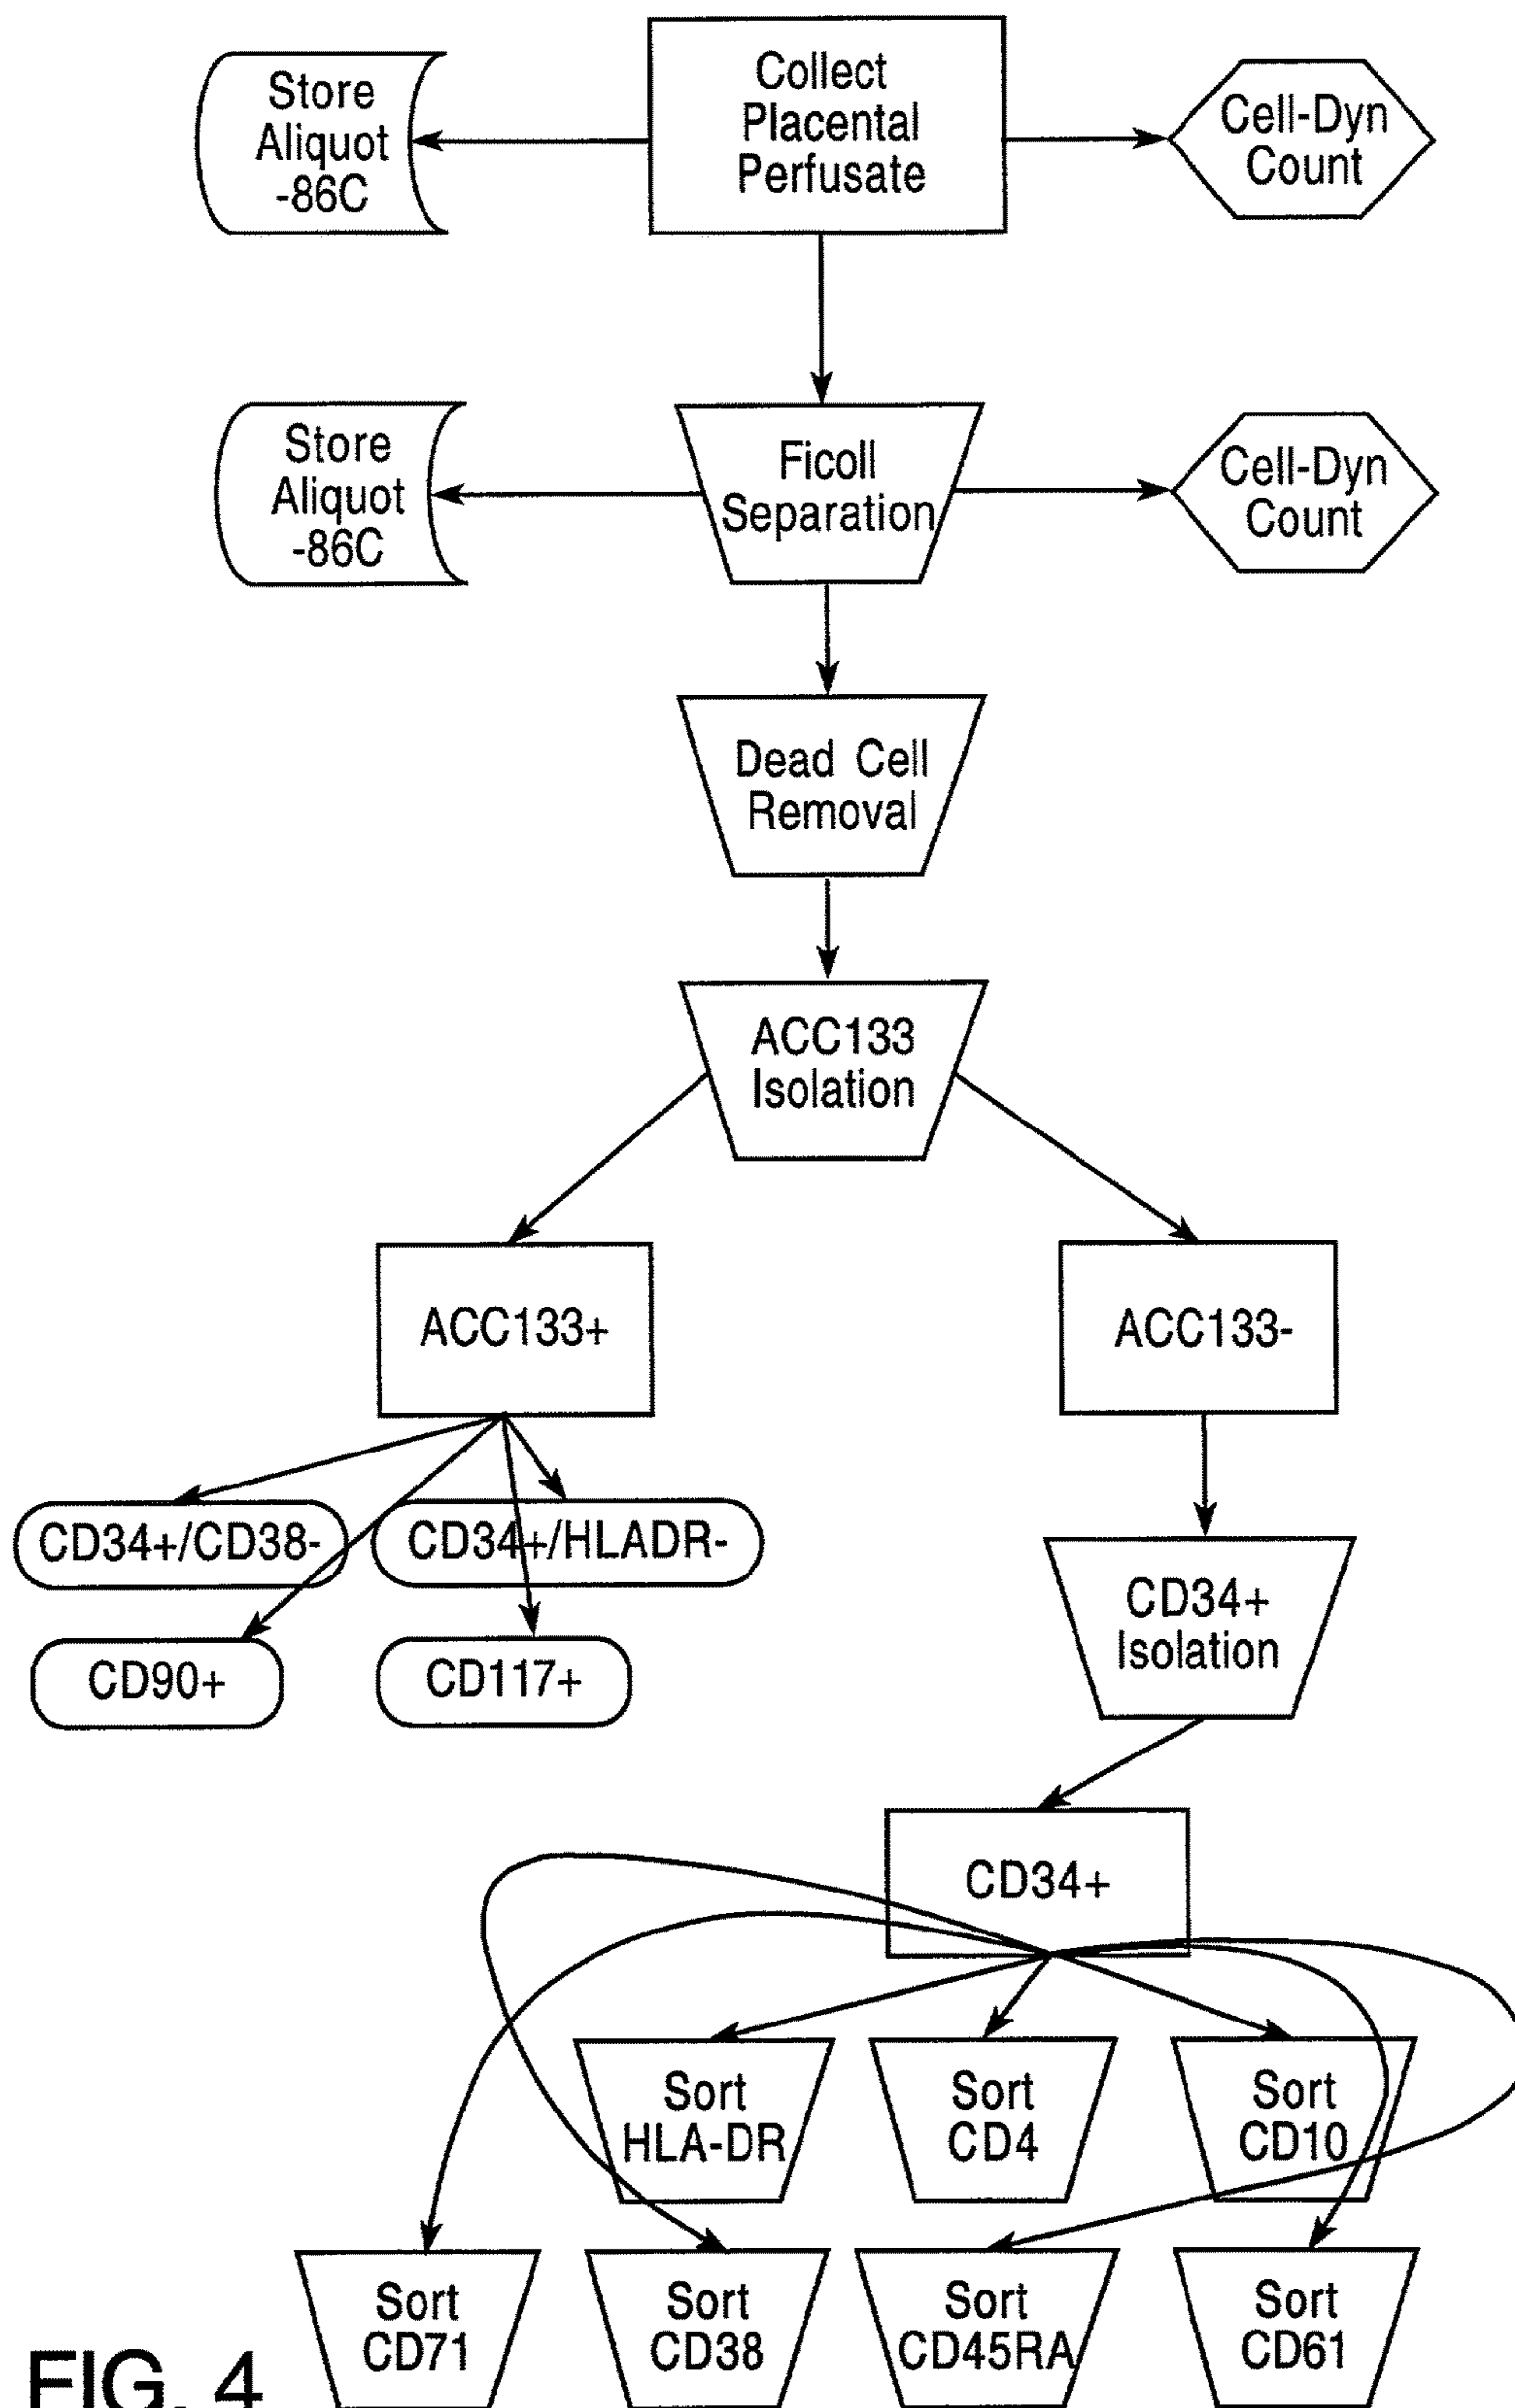 Store
Aliquot
-86C
Collect
Placental
Perfusate
Cell-Dyn
Count
Store
Aliquot
-86C
Ficoll
Separation
Cell-Dyn
Count
Dead Cell
Removal
ACC133
Isolation
ACC133+
ACC133-
CD34+/CD38-
CD34+/HLADR-
CD90+
CD117+
CD34+
Isolation
CD34+
Sort
HLA-DR
Sort
CD4
Sort
CD10
Sort
CD71
Sort
CD38
Sort
CD45RA
Sort
CD61
FIG. 4